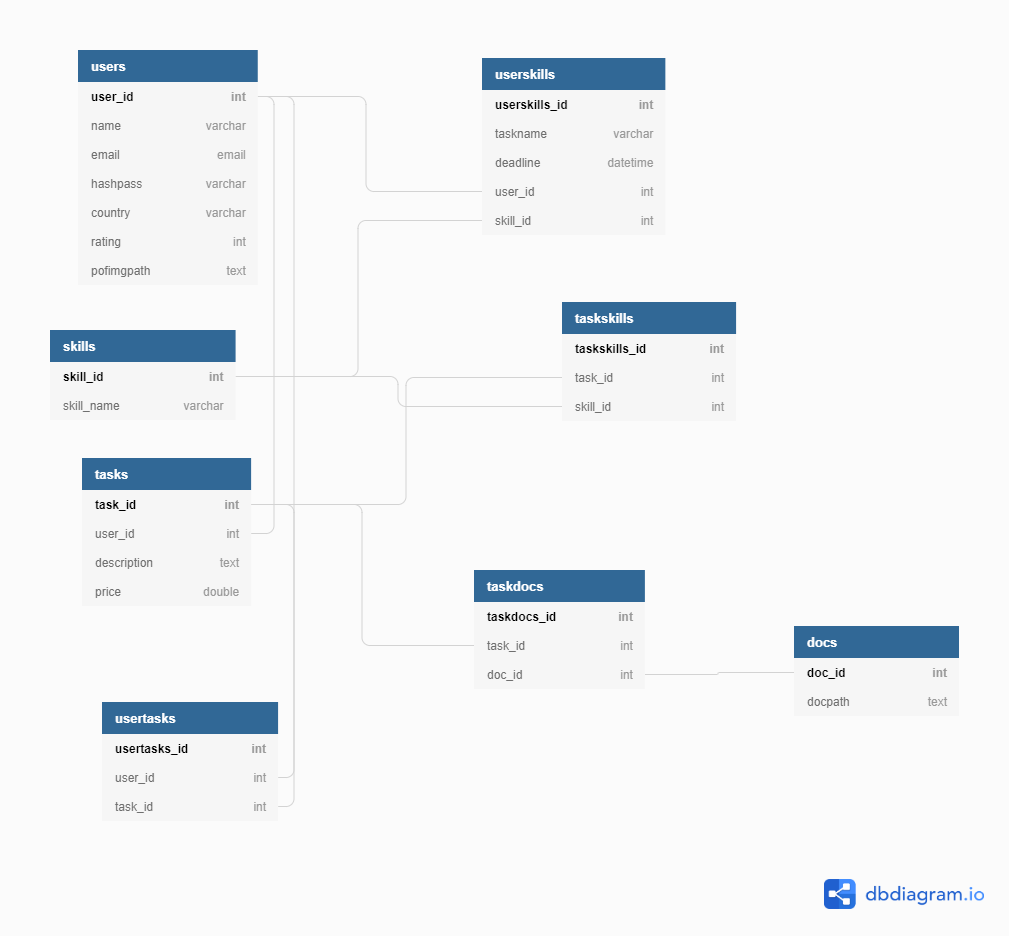 users
user_id int
name varchar
email email
hashpass varchar
country varchar
rating int
pofimgpath text
userskills
userskills_id int
taskname varchar
deadline datetime
user_id int
skill_id int
skills
skill_id int
skill_name varchar
taskskills
taskskills_id int
task_id int
skill_id int
tasks
task_id int
user_id int
description text
price double
taskdocs
taskdocs_id int
task_id int
doc_id int
docs
doc_id int
docpath text
usertasks
usertasks_id int
user_id int
task_id int
dbdiagram.io